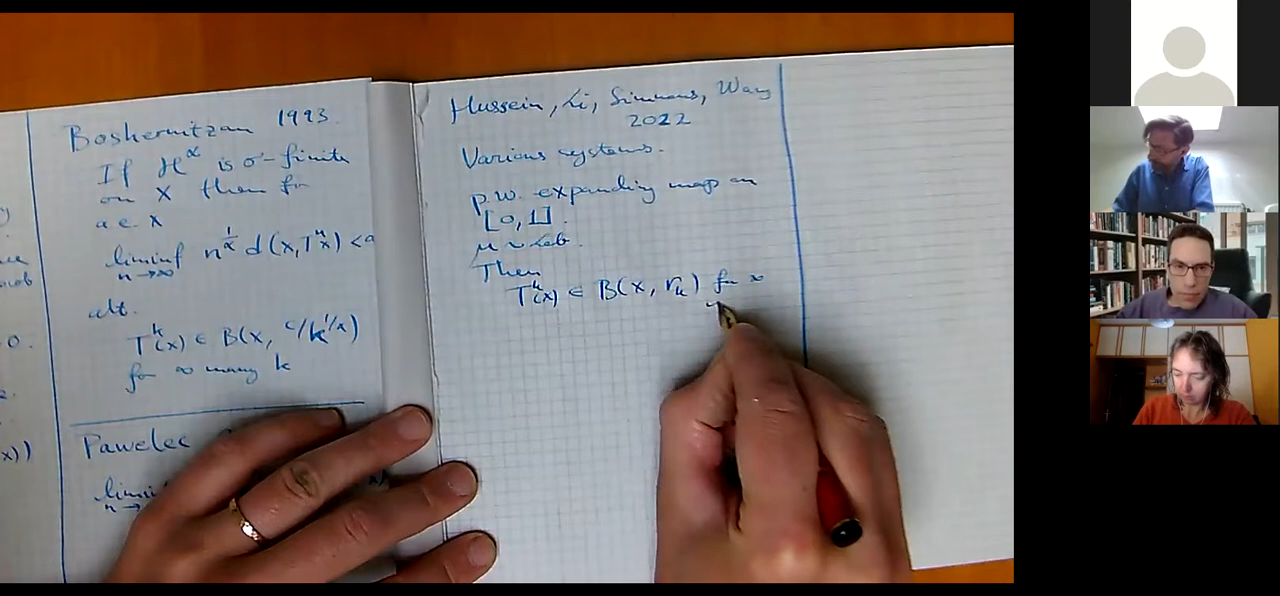 Boshernitzan 1993.
If H^α is σ-finite
on X then for
a.e. x
liminf n^{1/α} d(x, T^n x) < ∞
n→∞
alt.
T^k(x) ∈ B(x, c/k^{1/α})
for ∞ many k
Pawelec
n→
Hussein, Li, Simmons, Wang
2022
Various systems.
p.w. expanding map on
[0,1].
μ ~ Leb.
Then
T^k(x) ∈ B(x, r_k) for ∞
x))